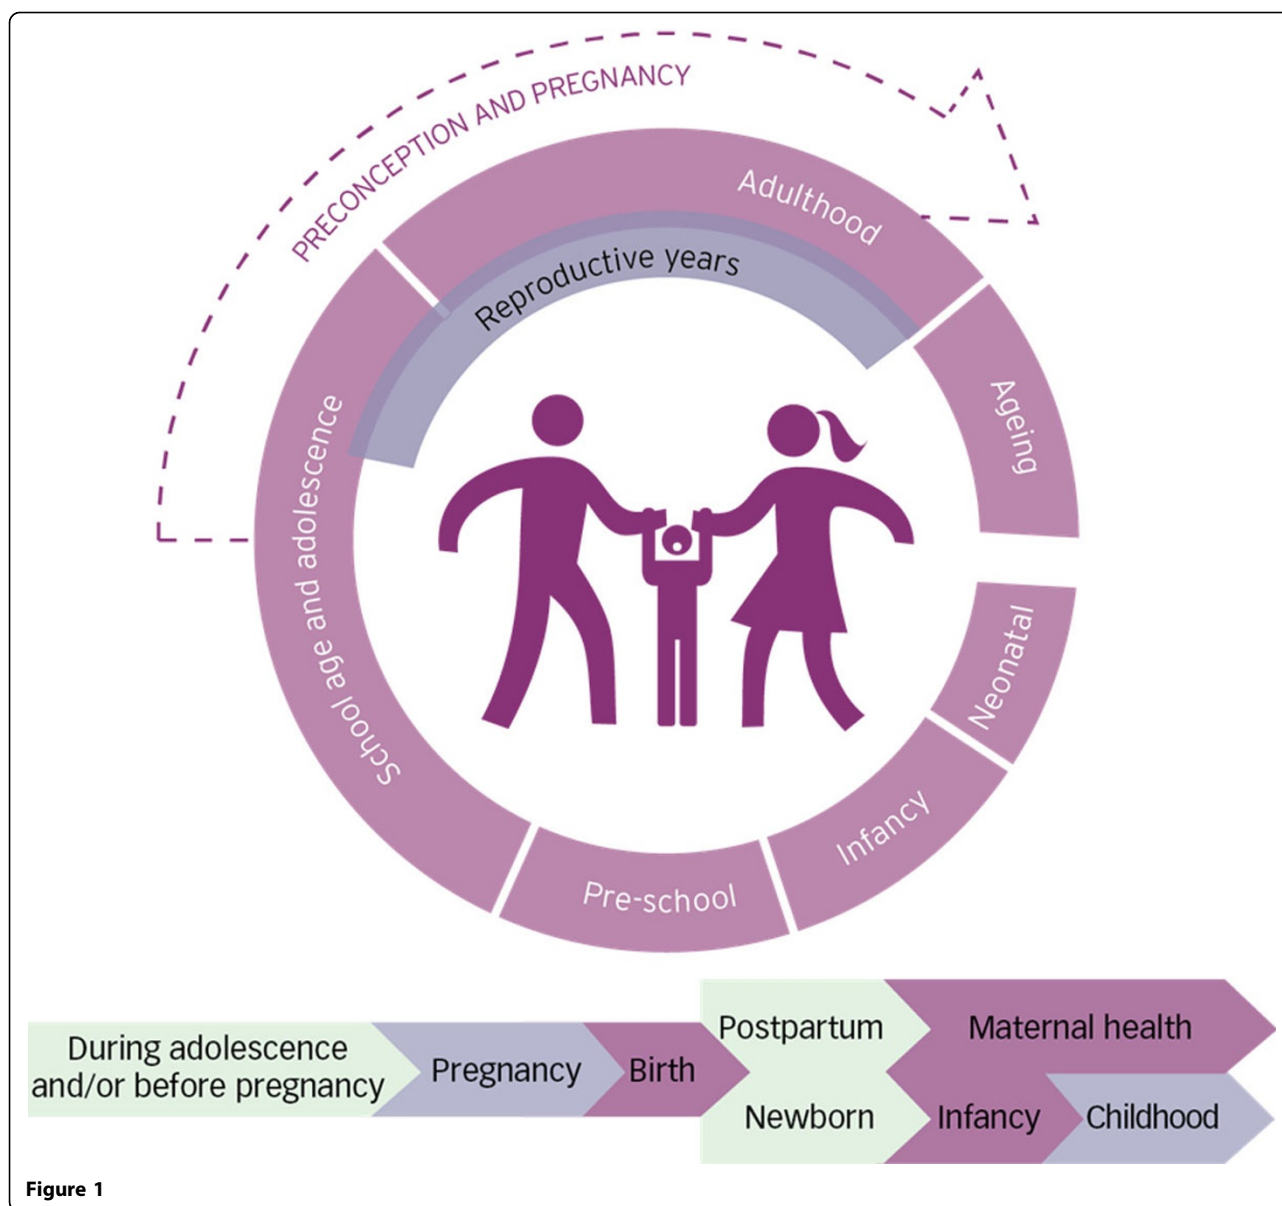 PRECONCEPTION AND PREGNANCY
Adulthood
Reproductive years
Ageing
School age and adolescence
Neonatal
Infancy
Pre-school
During adolescence
and/or before pregnancy
Pregnancy
Birth
Postpartum
Maternal health
Newborn
Infancy
Childhood
Figure 1